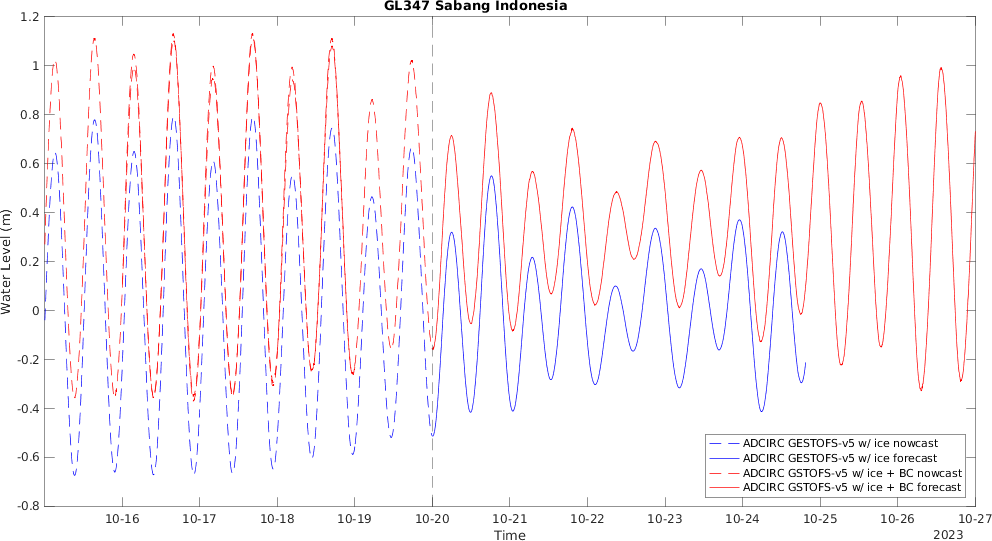 GL347 Sabang Indonesia
1.2
1
0.8
0.6
0.4
0.2
0
-0.2
-0.4
-0.6
-0.8
Water Level (m)
ADCIRC GESTOFS-v5 w/ ice nowcast
ADCIRC GESTOFS-v5 w/ ice forecast
ADCIRC GSTOFS-v5 w/ ice + BC nowcast
ADCIRC GSTOFS-v5 w/ ice + BC forecast
10-16 10-17 10-18 10-19 10-20 10-21 10-22 10-23 10-24 10-25 10-26 10-27
Time
2023